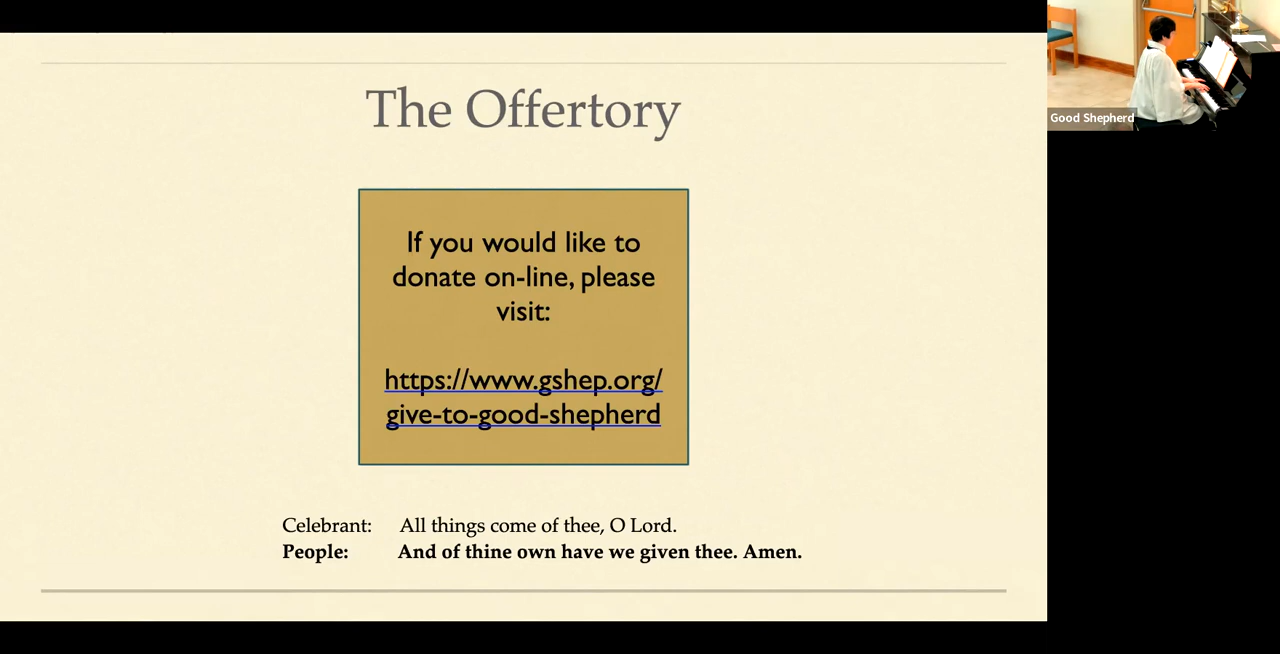 The Offertory
If you would like to
donate on-line, please
visit:
https://www.gshep.org/
give-to-good-shepherd
Celebrant: All things come of thee, O Lord.
People: And of thine own have we given thee. Amen.
Good Shepherd